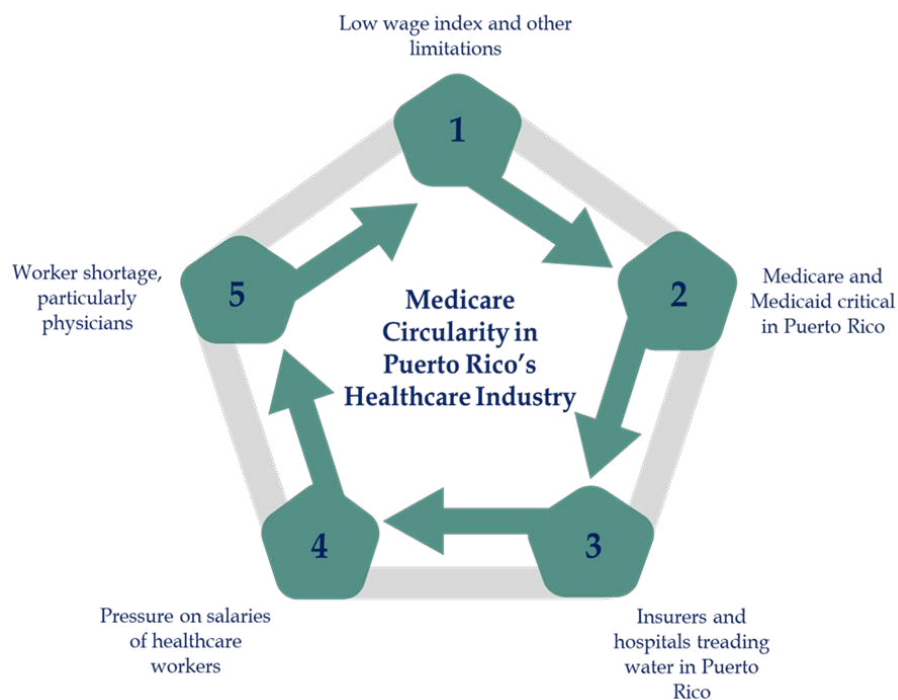 Low wage index and other
limitations
1
2
Medicare and
Medicaid critical
in Puerto Rico
3
Insurers and
hospitals treading
water in Puerto
Rico
4
Pressure on salaries
of healthcare
workers
5
Worker shortage,
particularly
physicians
Medicare
Circularity in
Puerto Rico’s
Healthcare Industry